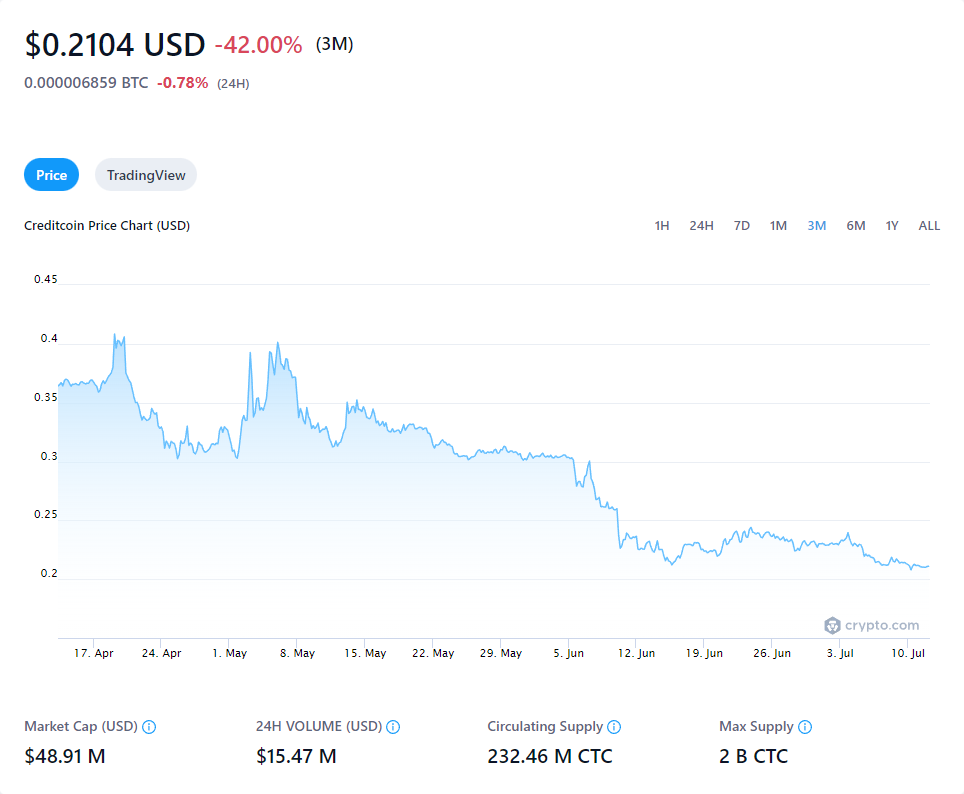 $0.2104 USD -42.00% (3M)
0.000006859 BTC -0.78% (24H)
Price TradingView
Creditcoin Price Chart (USD) 1H 24H 7D 1M 3M 6M 1Y ALL
0.45
0.4
0.35
0.3
0.25
0.2
crypto.com
17. Apr 24. Apr 1. May 8. May 15. May 22. May 29. May 5. Jun 12. Jun 19. Jun 26. Jun 3. Jul 10. Jul
Market Cap (USD) 24H VOLUME (USD) Circulating Supply Max Supply
$48.91 M $15.47 M 232.46 M CTC 2 B CTC